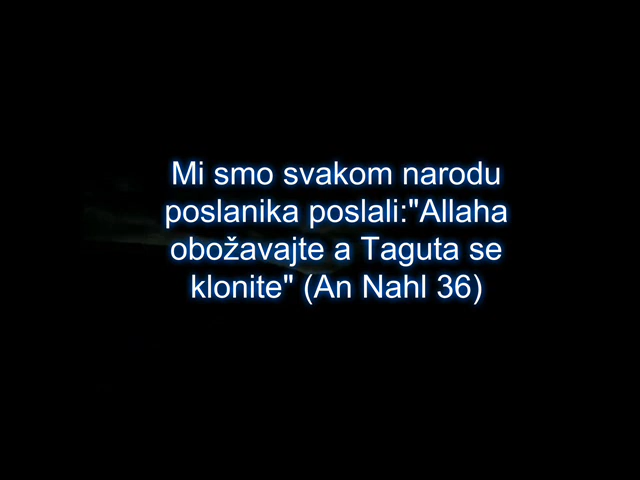 Mi smo svakom narodu
poslanika poslali:"Allaha
obožavajte a Taguta se
klonite" (An Nahl 36)